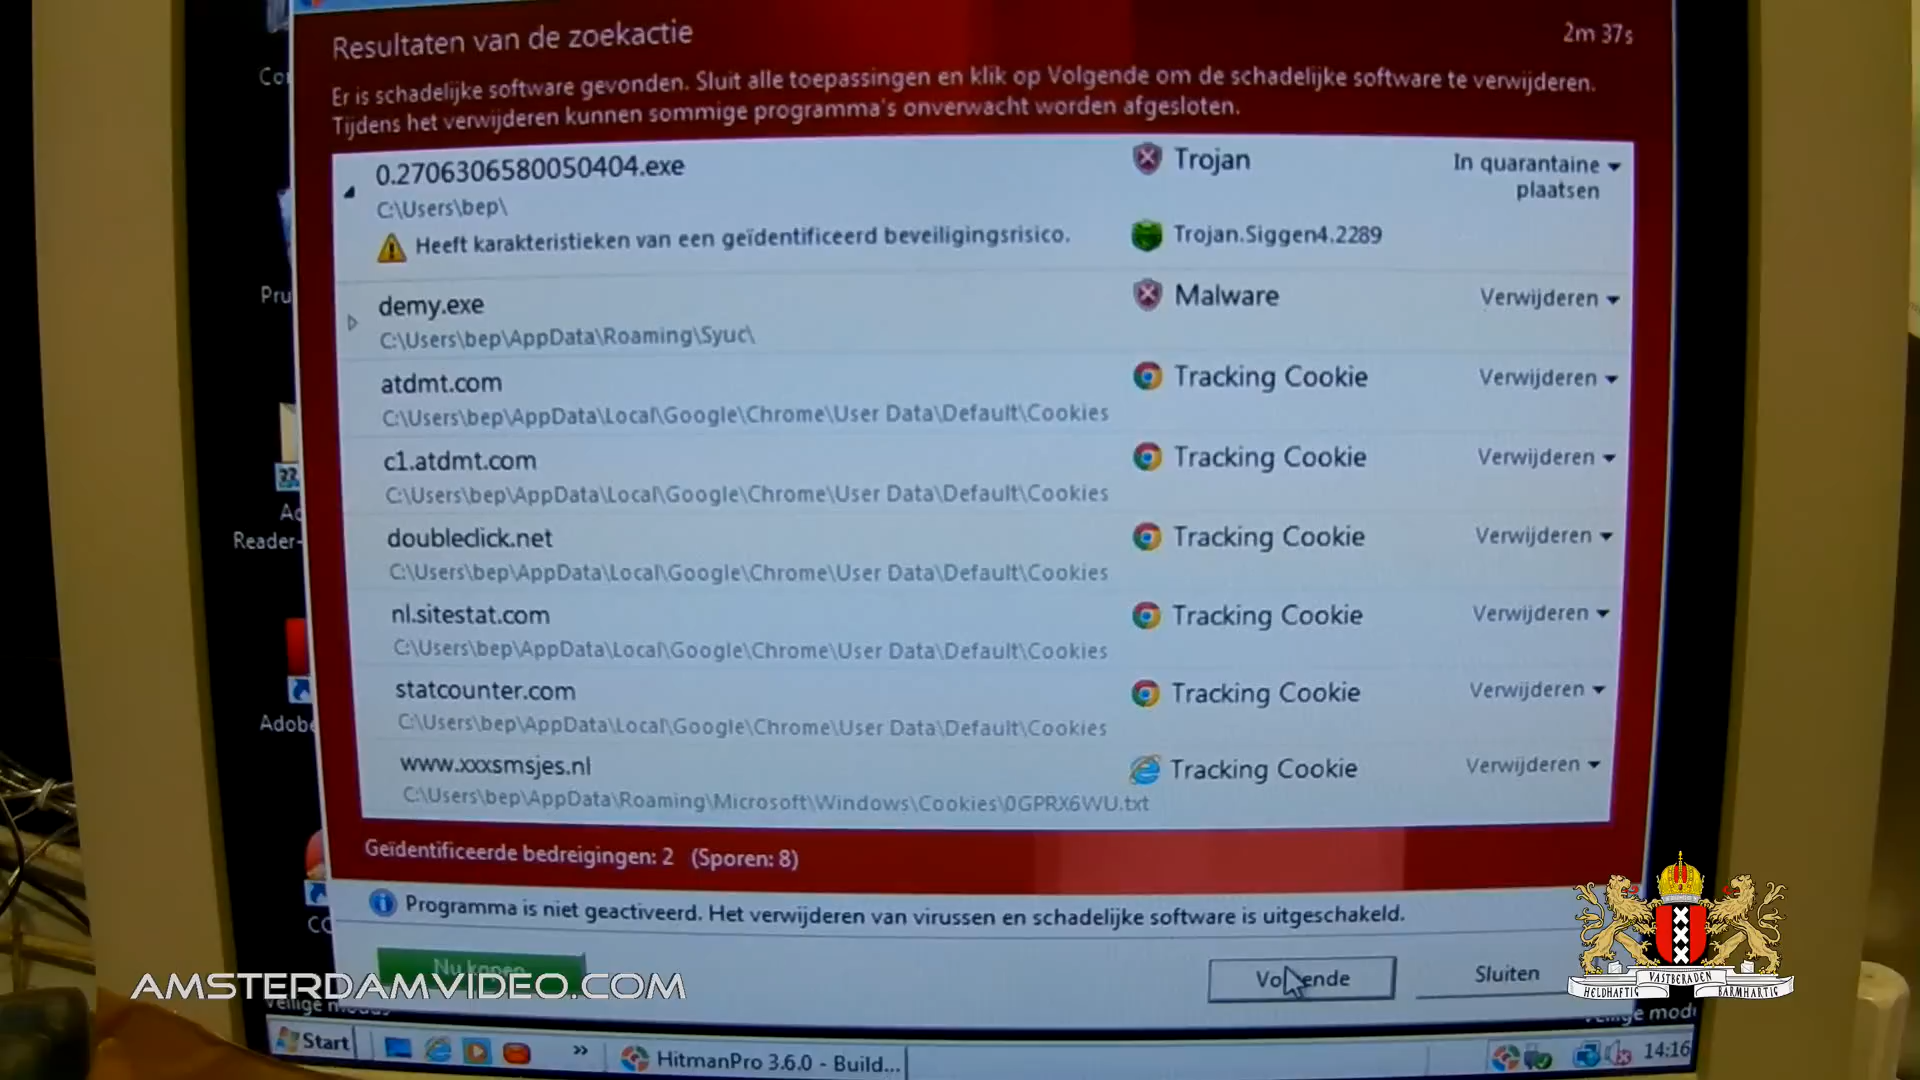 Resultaten van de zoekactie
2m 37s
Er is schadelijke software gevonden. Sluit alle toepassingen en klik op Volgende om de schadelijke software te verwijderen.
Tijdens het verwijderen kunnen sommige programma's onverwacht worden afgesloten.
0.2706306580050404.exe
Trojan
In quarantaine
plaatsen
C:\Users\bep\
Heeft karakteristieken van een geïdentificeerd beveiligingsrisico.
Trojan.Siggen4.2289
demy.exe
Malware
Verwijderen
C:\Users\bep\AppData\Roaming\Syuc\
atdmt.com
Tracking Cookie
Verwijderen
C:\Users\bep\AppData\Local\Google\Chrome\User Data\Default\Cookies
c1.atdmt.com
Tracking Cookie
Verwijderen
C:\Users\bep\AppData\Local\Google\Chrome\User Data\Default\Cookies
doubleclick.net
Tracking Cookie
Verwijderen
C:\Users\bep\AppData\Local\Google\Chrome\User Data\Default\Cookies
nl.sitestat.com
Tracking Cookie
Verwijderen
C:\Users\bep\AppData\Local\Google\Chrome\User Data\Default\Cookies
statcounter.com
Tracking Cookie
Verwijderen
C:\Users\bep\AppData\Local\Google\Chrome\User Data\Default\Cookies
www.xxxsmsjes.nl
Tracking Cookie
Verwijderen
C:\Users\bep\AppData\Roaming\Microsoft\Windows\Cookies\0GPRX6WU.txt
Geïdentificeerde bedreigingen: 2 (Sporen: 8)
Programma is niet geactiveerd. Het verwijderen van virussen en schadelijke software is uitgeschakeld.
Nu kopen
Volgende
Sluiten
Pru
Reader-
Adobe
AMSTERDAMVIDEO.COM
HELDHAFTIG
VASTBERADEN
BARMHARTIG
Start
HitmanPro 3.6.0 - Build...
14:16